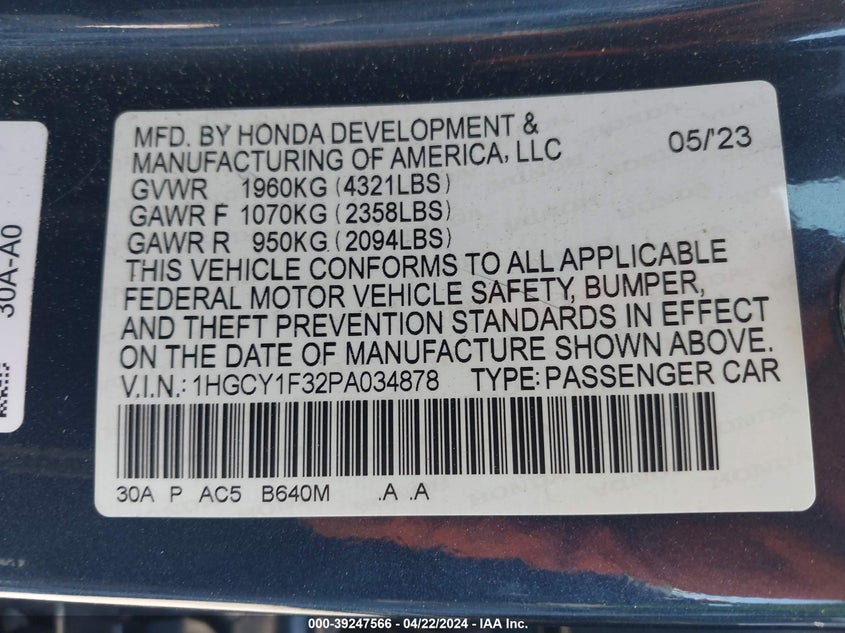 MFD. BY HONDA DEVELOPMENT &
MANUFACTURING OF AMERICA, LLC 05/'23
GVWR 1960KG (4321LBS)
GAWR F 1070KG (2358LBS)
GAWR R 950KG (2094LBS)
THIS VEHICLE CONFORMS TO ALL APPLICABLE
FEDERAL MOTOR VEHICLE SAFETY, BUMPER,
AND THEFT PREVENTION STANDARDS IN EFFECT
ON THE DATE OF MANUFACTURE SHOWN ABOVE.
V.I.N.: 1HGCY1F32PA034878 TYPE: PASSENGER CAR
30A P AC5 B640M .A .A
30A-A0
000-39247566 - 04/22/2024 - IAA Inc.